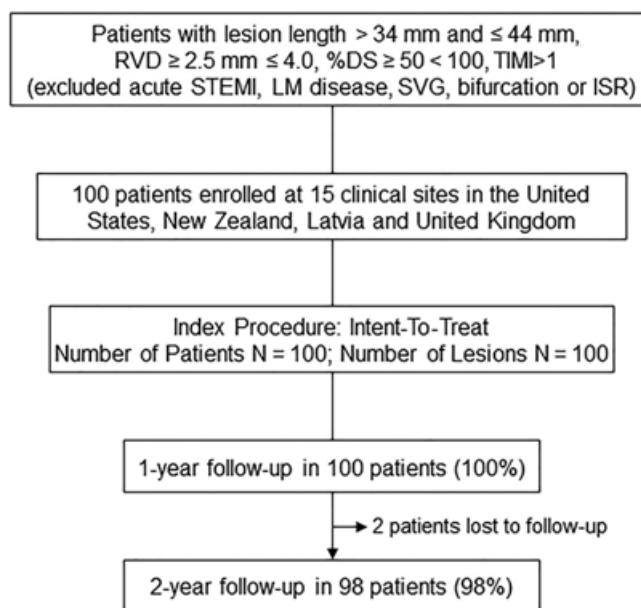 Patients with lesion length > 34 mm and ≤ 44 mm,
RVD ≥ 2.5 mm ≤ 4.0, %DS ≥ 50 < 100, TIMI>1
(excluded acute STEMI, LM disease, SVG, bifurcation or ISR)
100 patients enrolled at 15 clinical sites in the United
States, New Zealand, Latvia and United Kingdom
Index Procedure: Intent-To-Treat
Number of Patients N = 100; Number of Lesions N = 100
1-year follow-up in 100 patients (100%)
2 patients lost to follow-up
2-year follow-up in 98 patients (98%)